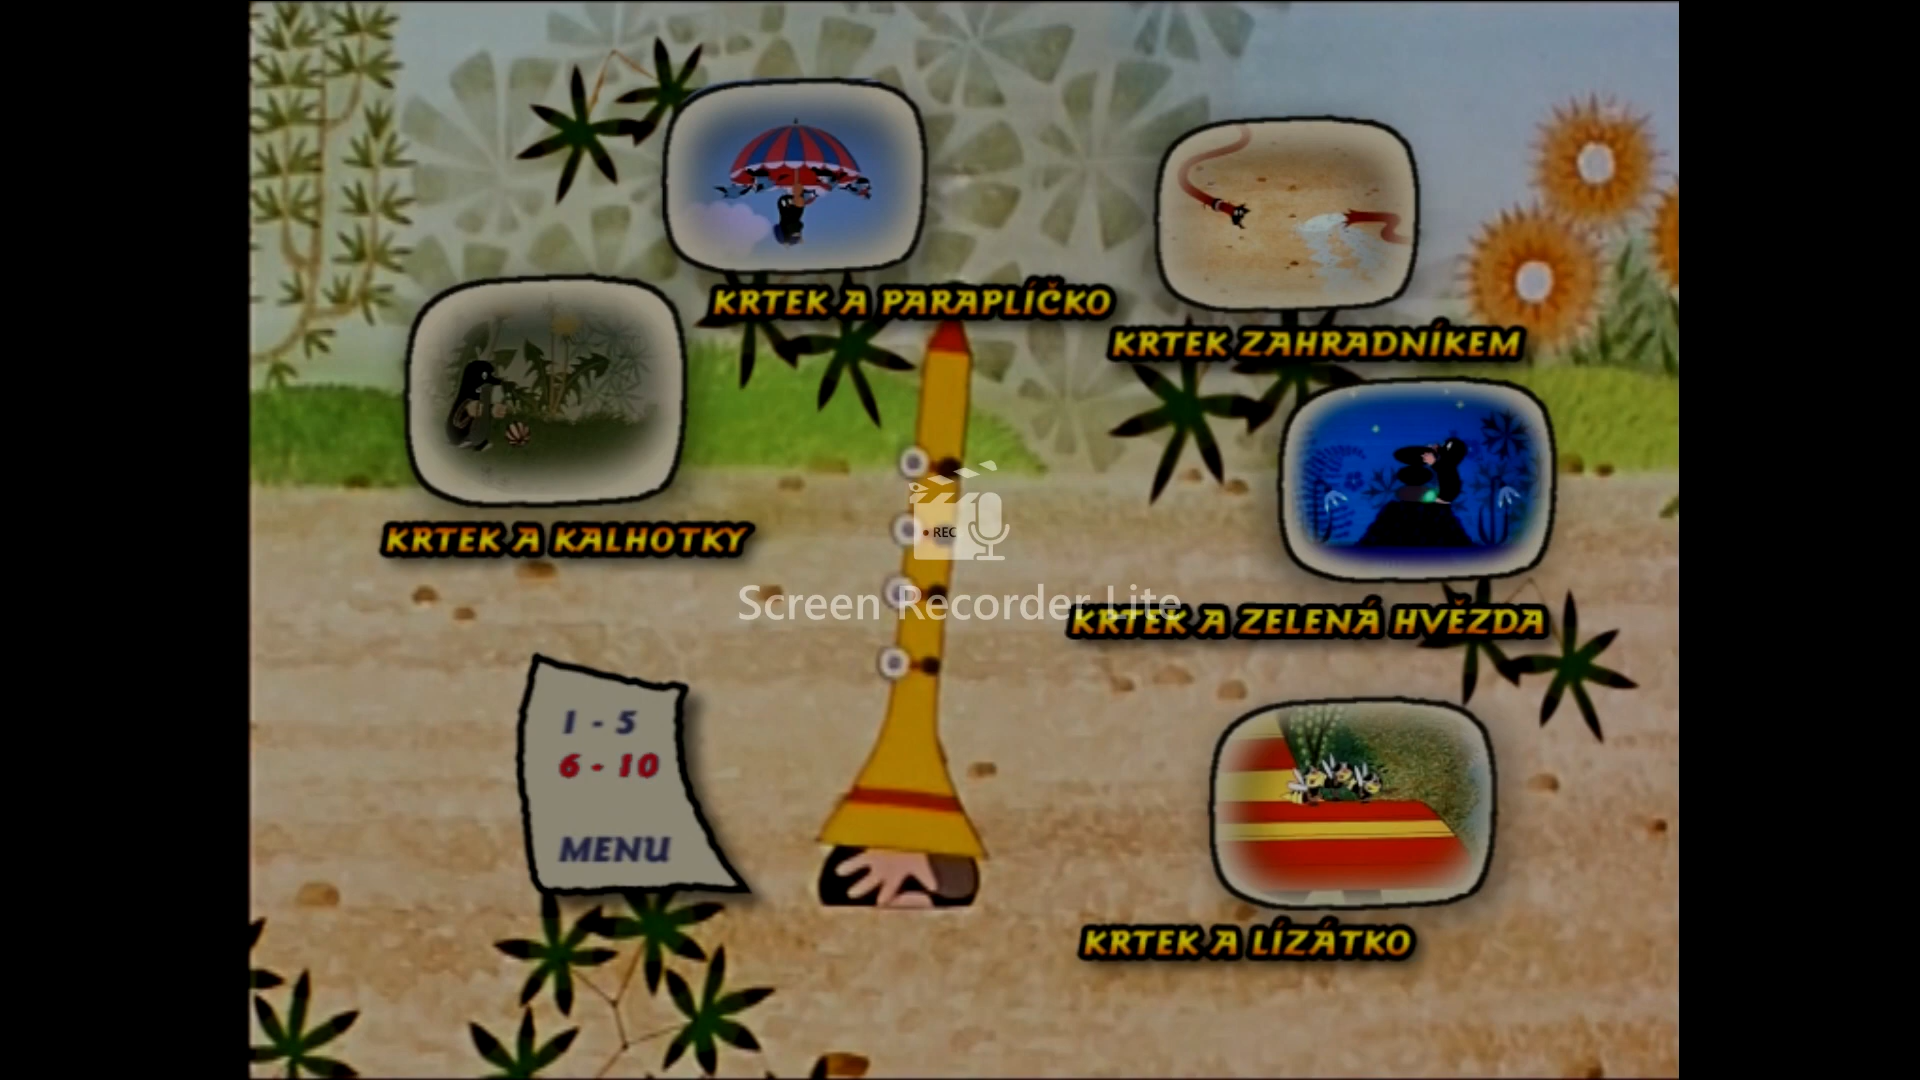 KRTEK A PARAPLÍČKO
KRTEK ZAHRADNÍKEM
KRTEK A KALHOTKY
REC
Screen Recorder Lite
KRTEK A ZELENÁ HVĚZDA
1 - 5
6 - 10
MENU
KRTEK A LÍZÁTKO